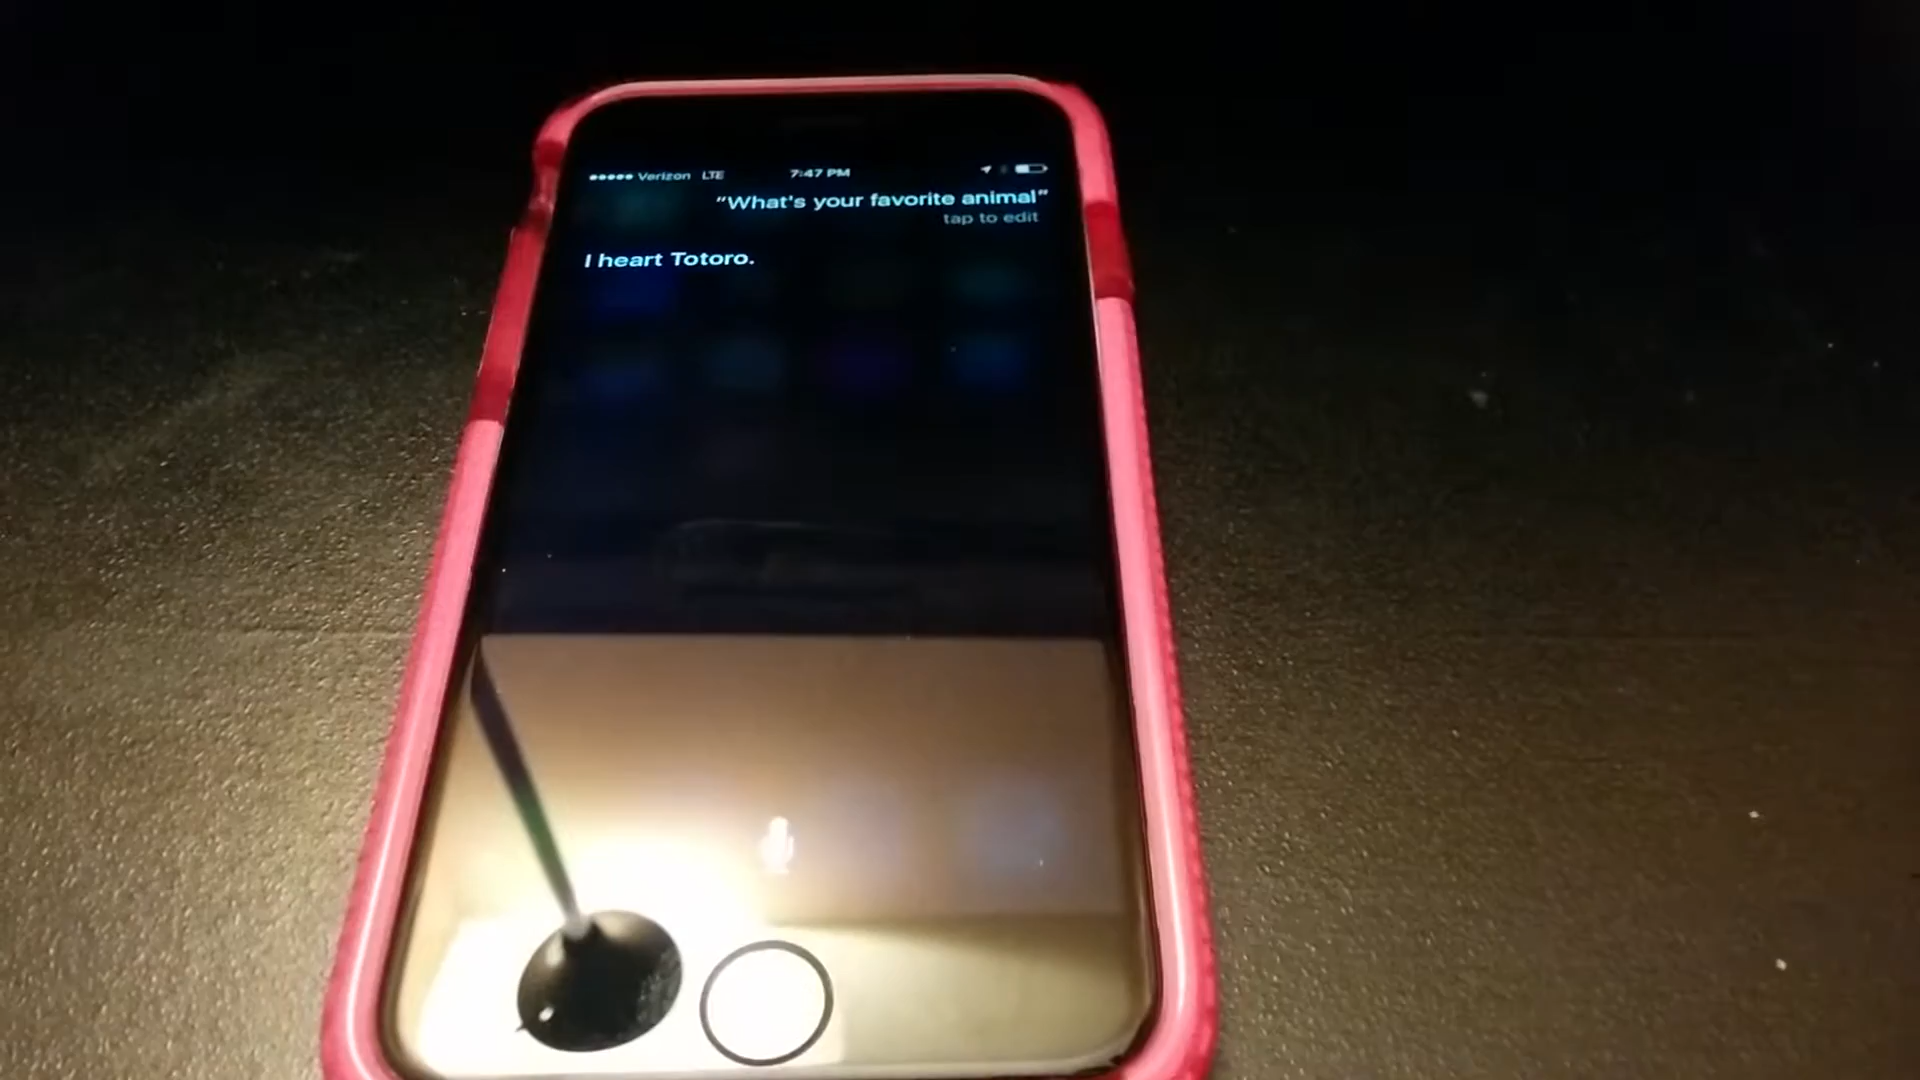 ●●●●● Verizon LTE 7:47 PM
“What's your favorite animal”
tap to edit
I heart Totoro.